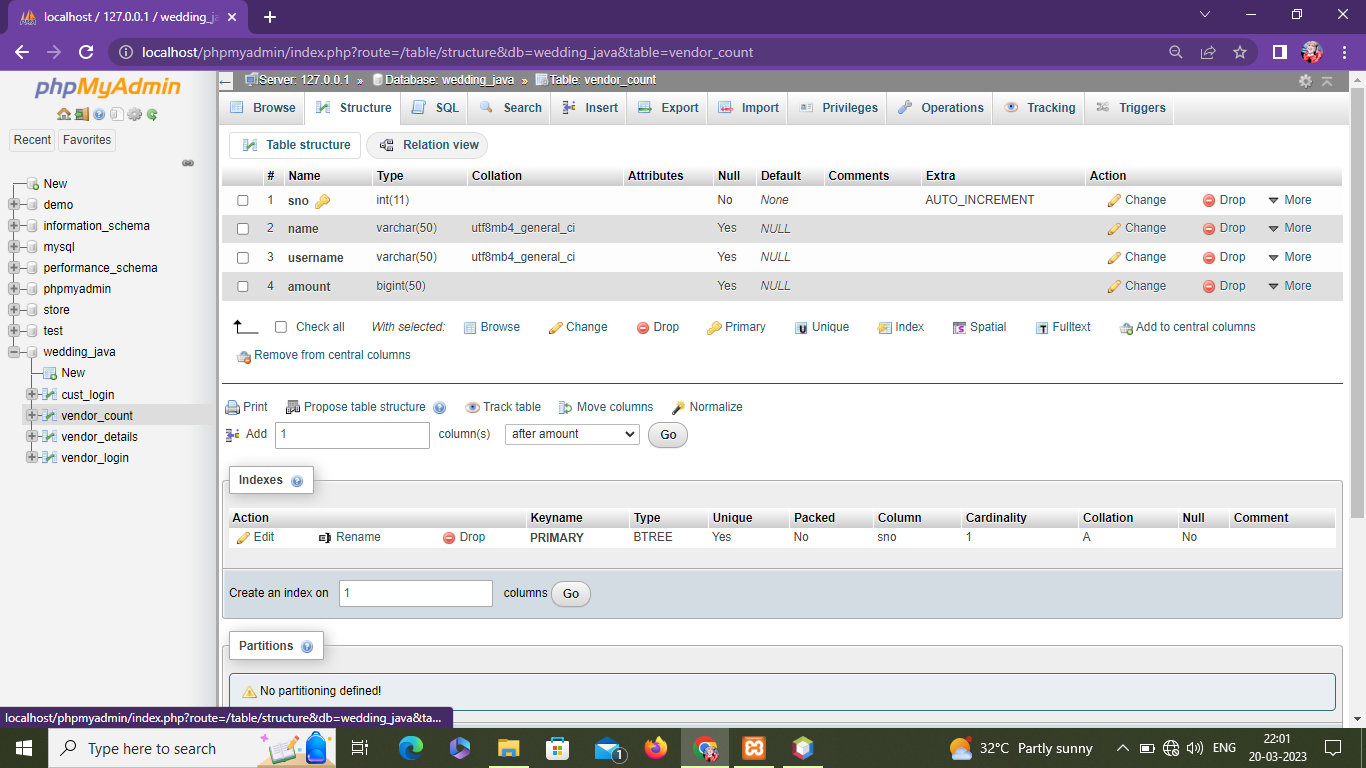 localhost / 127.0.0.1 / wedding_ja
localhost/phpmyadmin/index.php?route=/table/structure&db=wedding_java&table=vendor_count
phpMyAdmin
Recent Favorites
New
demo
information_schema
mysql
performance_schema
phpmyadmin
store
test
wedding_java
New
cust_login
vendor_count
vendor_details
vendor_login
Server: 127.0.0.1 » Database: wedding_java » Table: vendor_count
Browse Structure SQL Search Insert Export Import Privileges Operations Tracking Triggers
Table structure Relation view
# Name Type Collation Attributes Null Default Comments Extra Action
1 sno int(11) No None AUTO_INCREMENT Change Drop More
2 name varchar(50) utf8mb4_general_ci Yes NULL Change Drop More
3 username varchar(50) utf8mb4_general_ci Yes NULL Change Drop More
4 amount bigint(50) Yes NULL Change Drop More
Check all With selected: Browse Change Drop Primary Unique Index Spatial Fulltext Add to central columns
Remove from central columns
Print Propose table structure Track table Move columns Normalize
Add 1 column(s) after amount Go
Indexes
Action Keyname Type Unique Packed Column Cardinality Collation Null Comment
Edit Rename Drop PRIMARY BTREE Yes No sno 1 A No
Create an index on 1 columns Go
Partitions
No partitioning defined!
localhost/phpmyadmin/index.php?route=/table/structure&db=wedding_java&ta...
Type here to search
1
32°C Partly sunny
ENG
22:01
20-03-2023